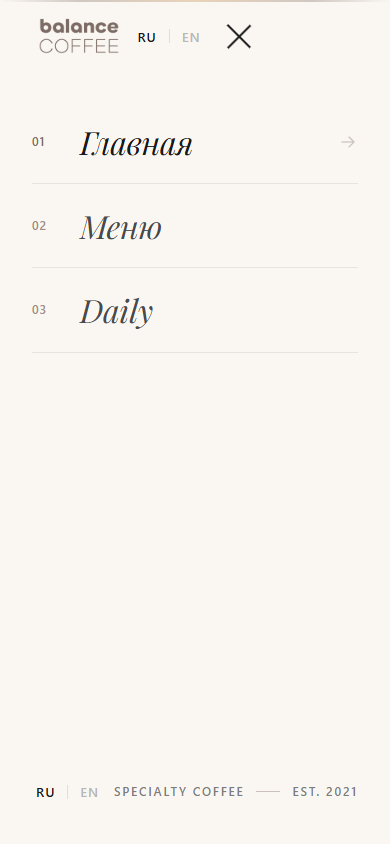 balance
COFFEE
RU | EN
01 Главная →
02 Меню
03 Daily
RU | EN SPECIALTY COFFEE — EST. 2021